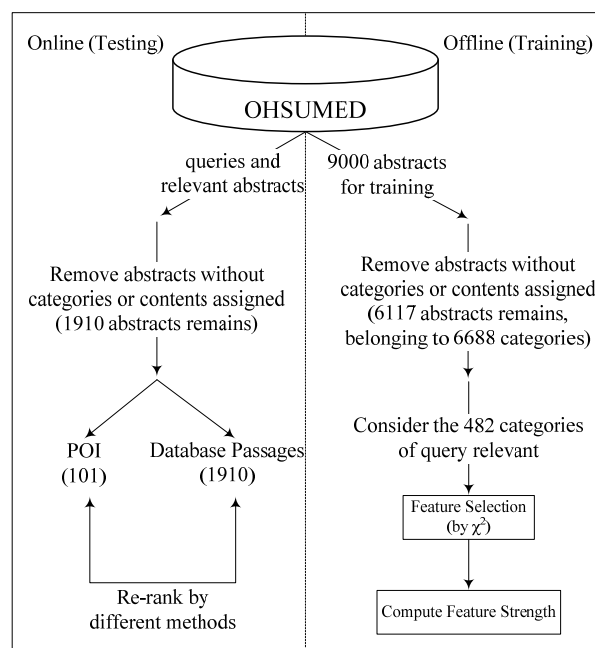 Online (Testing)
Offline (Training)
OHSUMED
queries and
relevant abstracts
9000 abstracts
for training
Remove abstracts without
categories or contents assigned
(1910 abstracts remains)
Remove abstracts without
categories or contents assigned
(6117 abstracts remains,
belonging to 6688 categories)
POI
(101)
Database Passages
(1910)
Re-rank by
different methods
Consider the 482 categories
of query relevant
Feature Selection
(by χ²)
Compute Feature Strength